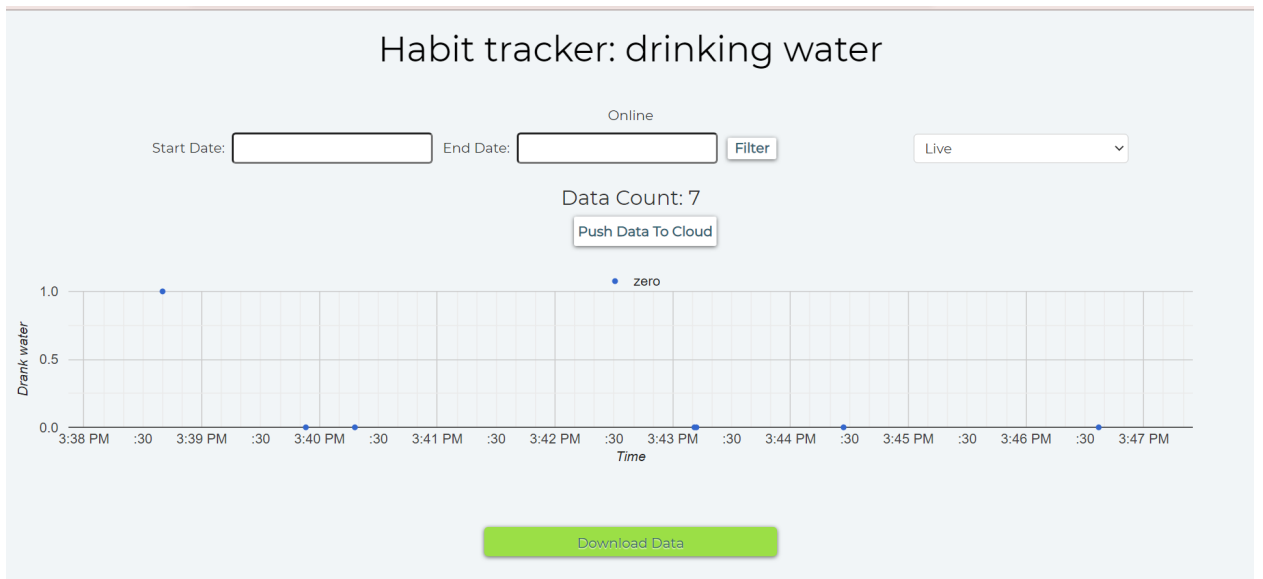 Habit tracker: drinking water
Online
Start Date: End Date: Filter Live
Data Count: 7
Push Data To Cloud
zero
1.0
Drank water
0.5
0.0
3:38 PM :30 3:39 PM :30 3:40 PM :30 3:41 PM :30 3:42 PM :30 3:43 PM :30 3:44 PM :30 3:45 PM :30 3:46 PM :30 3:47 PM
Time
Download Data